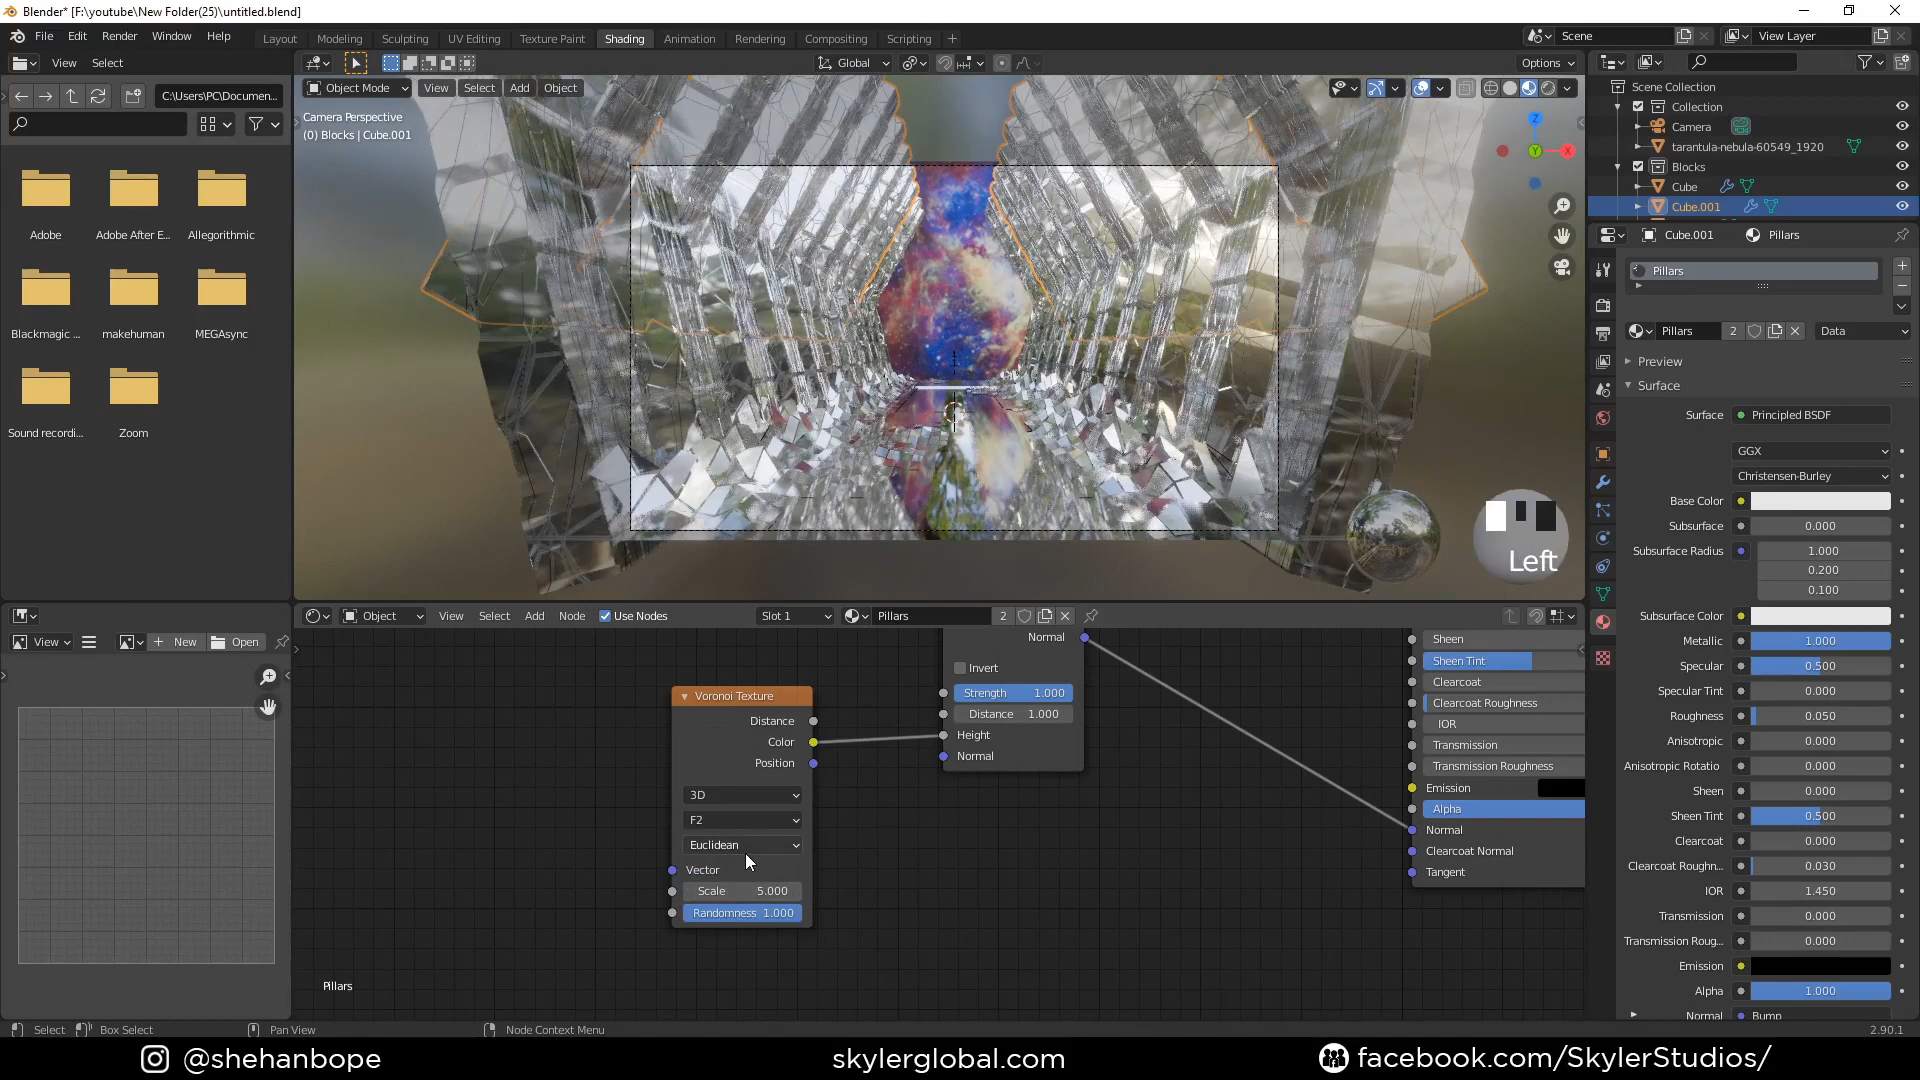 Blender* [F:\youtube\New Folder(25)\untitled.blend]
File Edit Render Window Help
Layout Modeling Sculpting UV Editing Texture Paint Shading Animation Rendering Compositing Scripting +
Scene
View Layer
View Select
Global
Options
C:\Users\PC\Documen...
Object Mode View Select Add Object
Camera Perspective
(0) Blocks | Cube.001
Adobe
Adobe After E...
Allegorithmic
Blackmagic ...
makehuman
MEGAsync
Sound recordi...
Zoom
Z
X
Y
Left
Scene Collection
Collection
Camera
tarantula-nebula-60549_1920
Blocks
Cube
Cube.001
Cube.001 Pillars
Pillars
Pillars 2 Data
Preview
Surface
Surface Principled BSDF
GGX
Christensen-Burley
Base Color
Subsurface 0.000
Subsurface Radius 1.000
0.200
0.100
Subsurface Color
Metallic 1.000
Specular 0.500
Specular Tint 0.000
Roughness 0.050
Anisotropic 0.000
Anisotropic Rotatio 0.000
Sheen 0.000
Sheen Tint 0.500
Clearcoat 0.000
Clearcoat Roughn... 0.030
IOR 1.450
Transmission 0.000
Transmission Roug... 0.000
Emission
Alpha 1.000
Normal Bump
View New Open
Object View Select Add Node Use Nodes Slot 1 Pillars 2
Voronoi Texture
Distance
Color
Position
3D
F2
Euclidean
Vector
Scale 5.000
Randomness 1.000
Normal
Invert
Strength 1.000
Distance 1.000
Height
Normal
Sheen
Sheen Tint
Clearcoat
Clearcoat Roughness
IOR
Transmission
Transmission Roughness
Emission
Alpha
Normal
Clearcoat Normal
Tangent
Pillars
Select Box Select Pan View Node Context Menu 2.90.1
@shehanbope skylerglobal.com facebook.com/SkylerStudios/